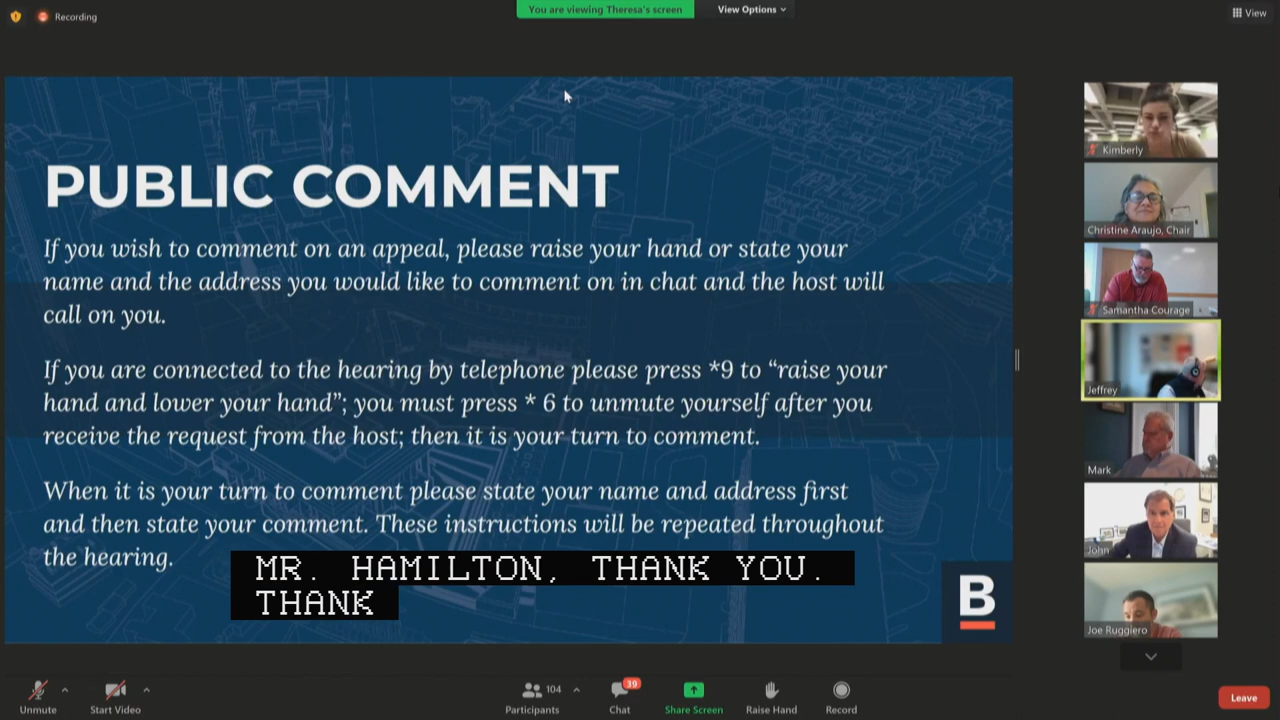 Recording
You are viewing Theresa's screen
View Options
View
PUBLIC COMMENT
If you wish to comment on an appeal, please raise your hand or state your
name and the address you would like to comment on in chat and the host will
call on you.
If you are connected to the hearing by telephone please press *9 to “raise your
hand and lower your hand”; you must press * 6 to unmute yourself after you
receive the request from the host; then it is your turn to comment.
When it is your turn to comment please state your name and address first
and then state your comment. These instructions will be repeated throughout
the hearing.
MR. HAMILTON, THANK YOU.
THANK
B
Kimberly
Christine Araujo, Chair
Samantha Courage
Jeffrey
Mark
John
Joe Ruggiero
Unmute
Start Video
104
Participants
39
Chat
Share Screen
Raise Hand
Record
Leave